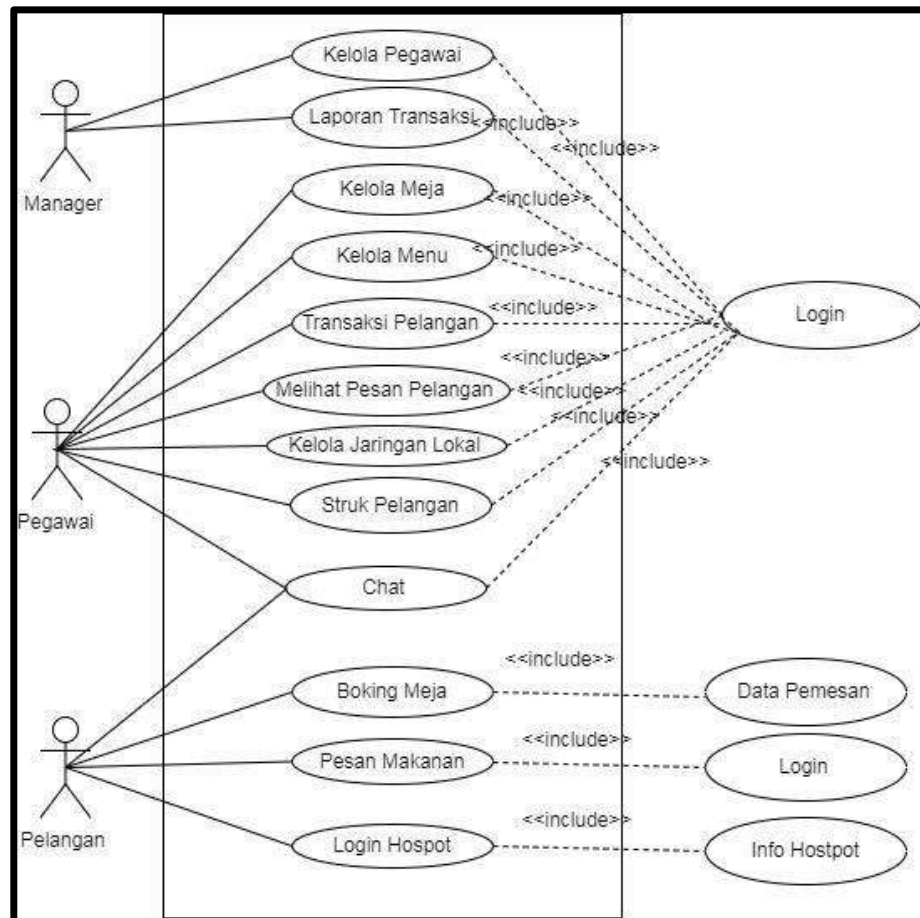 Kelola Pegawai
Laporan Transaksi
<<include>>
<<include>>
Manager
Kelola Meja
<<include>>
Kelola Menu
<<include>>
Transaksi Pelangan
<<include>>
Login
<<include>>
Melihat Pesan Pelangan
<<include>>
<<include>>
Kelola Jaringan Lokal
<<include>>
Pegawai
Struk Pelangan
Chat
<<include>>
Boking Meja
Data Pemesan
<<include>>
Pesan Makanan
Login
<<include>>
Pelangan
Login Hospot
Info Hostpot